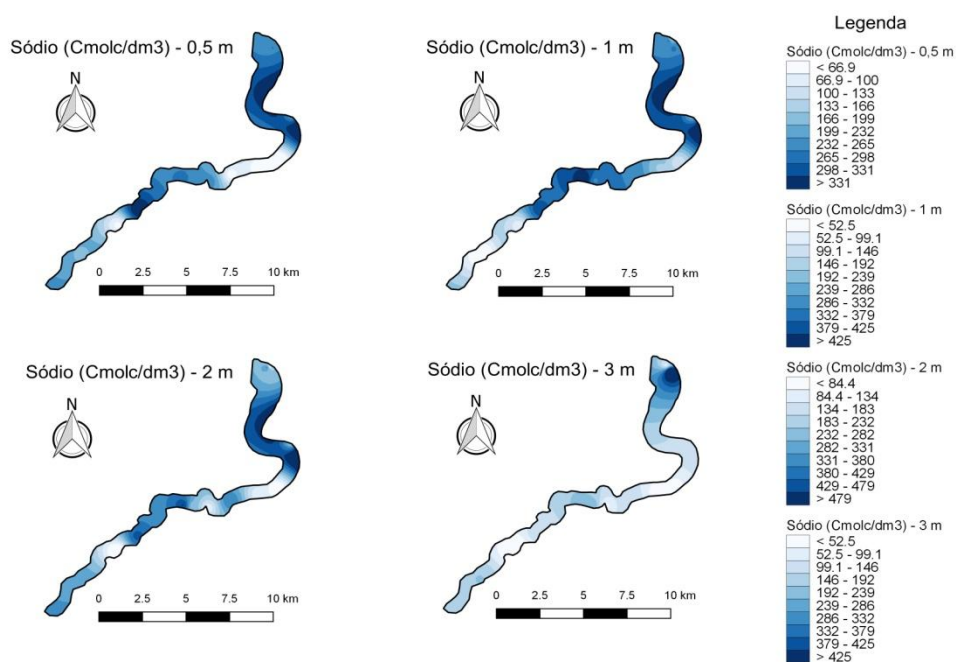 Sódio (Cmolc/dm3) - 0,5 m
N
0 2.5 5 7.5 10 km
Sódio (Cmolc/dm3) - 1 m
N
0 2.5 5 7.5 10 km
Sódio (Cmolc/dm3) - 2 m
N
0 2.5 5 7.5 10 km
Sódio (Cmolc/dm3) - 3 m
N
0 2.5 5 7.5 10 km
Legenda
Sódio (Cmolc/dm3) - 0,5 m
< 66.9
66.9 - 100
100 - 133
133 - 166
166 - 199
199 - 232
232 - 265
265 - 298
298 - 331
> 331
Sódio (Cmolc/dm3) - 1 m
< 52.5
52.5 - 99.1
99.1 - 146
146 - 192
192 - 239
239 - 286
286 - 332
332 - 379
379 - 425
> 425
Sódio (Cmolc/dm3) - 2 m
< 84.4
84.4 - 134
134 - 183
183 - 232
232 - 282
282 - 331
331 - 380
380 - 429
429 - 479
> 479
Sódio (Cmolc/dm3) - 3 m
< 52.5
52.5 - 99.1
99.1 - 146
146 - 192
192 - 239
239 - 286
286 - 332
332 - 379
379 - 425
> 425